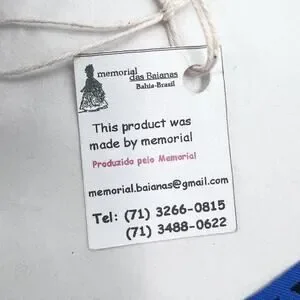 memorial
das Baianas
Bahia-Brasil
This product was
made by memorial
Produzido pelo Memorial
memorial.baianas@gmail.com
Tel: (71) 3266-0815
(71) 3488-0622